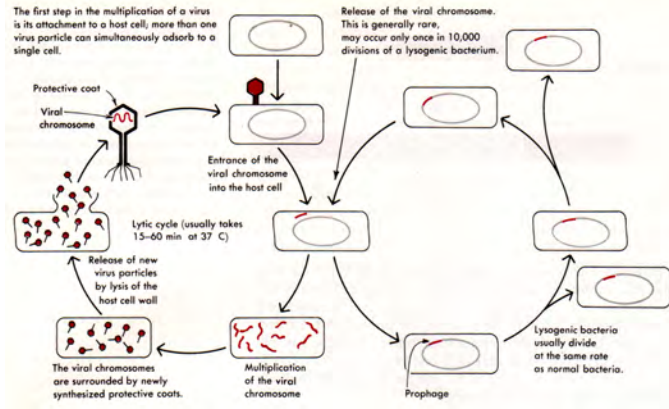 The first step in the multiplication of a virus
is its attachment to a host cell; more than one
virus particle can simultaneously adsorb to a
single cell.
Release of the viral chromosome.
This is generally rare,
may occur only once in 10,000
divisions of a lysogenic bacterium.
Protective coat
Viral
chromosome
Entrance of the
viral chromosome
into the host cell
Lytic cycle (usually takes
15–60 min at 37 C)
Release of new
virus particles
by lysis of the
host cell wall
Lysogenic bacteria
usually divide
at the same rate
as normal bacteria.
The viral chromosomes
are surrounded by newly
synthesized protective coats.
Multiplication
of the viral
chromosome
Prophage